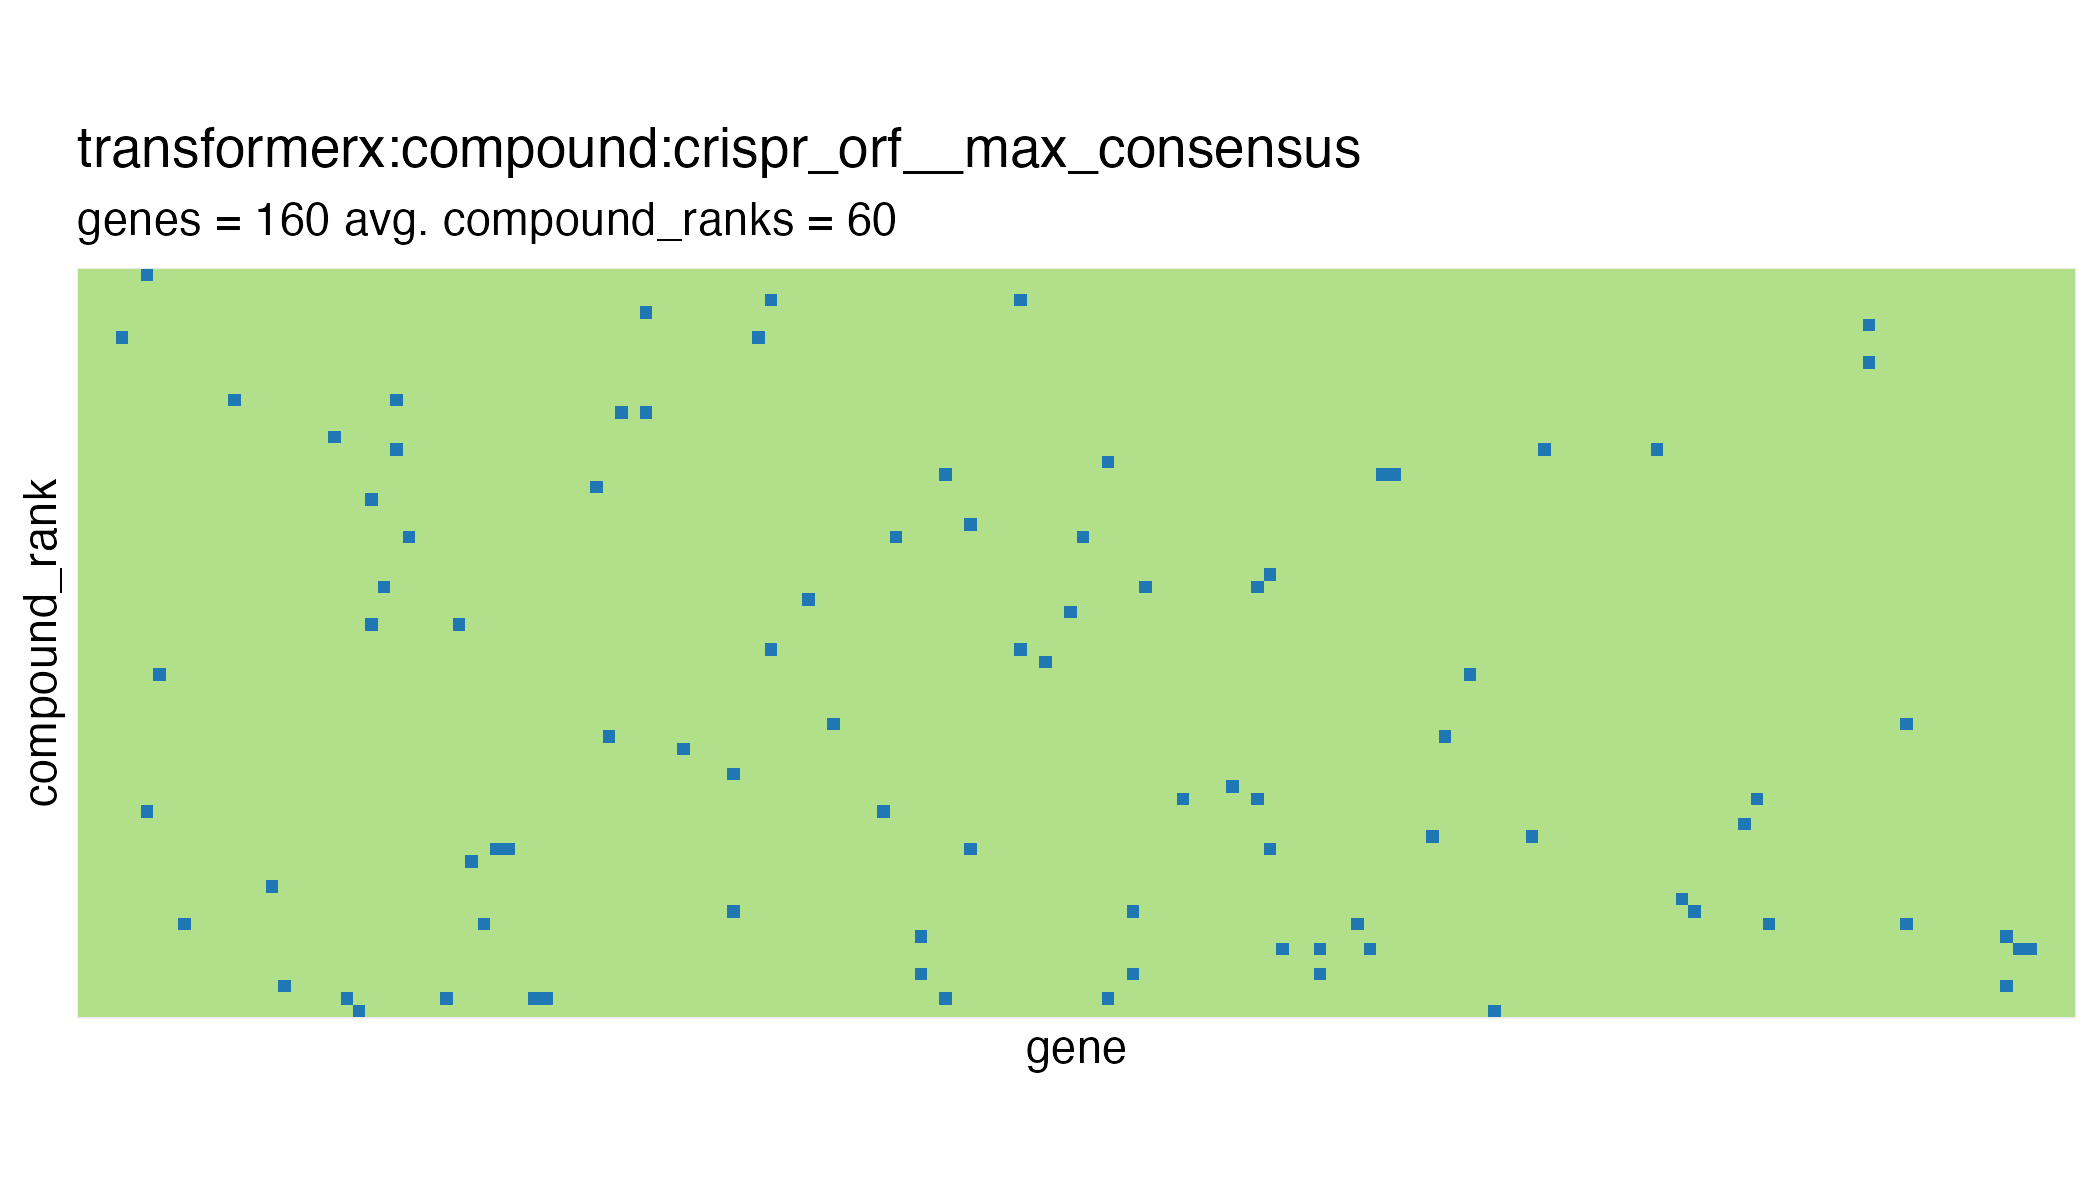 transformerx:compound:crispr_orf__max_consensus
genes = 160 avg. compound_ranks = 60
compound_rank
gene